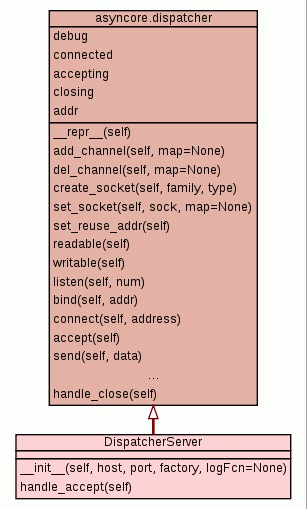 asyncore.dispatcher
debug
connected
accepting
closing
addr
__repr__(self)
add_channel(self, map=None)
del_channel(self, map=None)
create_socket(self, family, type)
set_socket(self, sock, map=None)
set_reuse_addr(self)
readable(self)
writable(self)
listen(self, num)
bind(self, addr)
connect(self, address)
accept(self)
send(self, data)
...
handle_close(self)
DispatcherServer
__init__(self, host, port, factory, logFcn=None)
handle_accept(self)